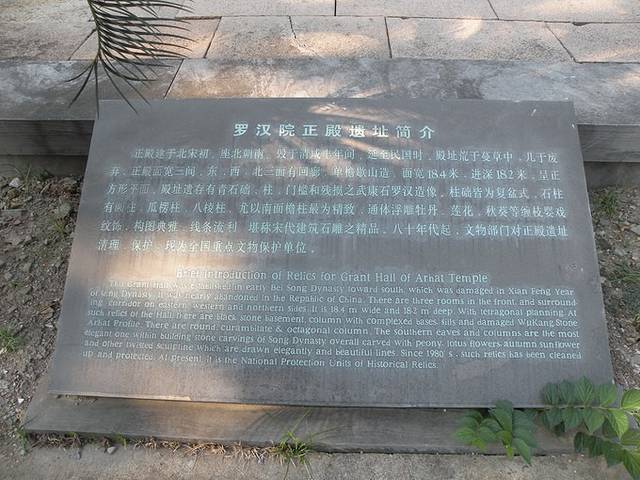 罗汉院正殿遗址简介
正殿建于北宋初，座北朝南，毁于清咸丰年间，迄至民国时，殿址荒于蔓草中，几于废
弃。正殿面宽三间，东、西、北三面有回廊，单檐歇山造，面宽18.4米，进深18.2米，呈正
方形平面。殿址遗存有青石础、柱、门槛和残损之武康石罗汉造像。柱础皆为复盆式，石柱
有圆柱、瓜楞柱、八棱柱，尤以南面檐柱最为精致，通体浮雕牡丹、莲花、秋葵等缠枝婴戏
纹饰，构图典雅，线条流利，堪称宋代建筑石雕之精品。八十年代起，文物部门对正殿遗址
清理、保护，现为全国重点文物保护单位。
Brief Introduction of Relics for Grant Hall of Arhat Temple
The Grant Hall was established in early Bei Song Dynasty toward south, which was damaged in Xian Feng Year
of Qing Dynasty. It was nearly abandoned in the Republic of China. There are three rooms in the front, and surround
ing corridor on eastern, western and northern sides. It is 18.4 m wide and 18.2 m deep. With tetragonal planning. At
such relics of the Hall, there are black stone basement, column with complexed bases, sills and damaged WuKang Stone
Arhat Profile. There are round, curambitate & octagonal column. The southern eaves and columns are the most
elegant one within building stone carvings of Song Dynasty, overall carved with peony, lotus flowers, autumn sunflower
and other twisted sculpture which are drawn elegantly and beautiful lines. Since 1980's, such relics has been cleaned
up and protected. At present, it is the National Protection Units of Historical Relics.